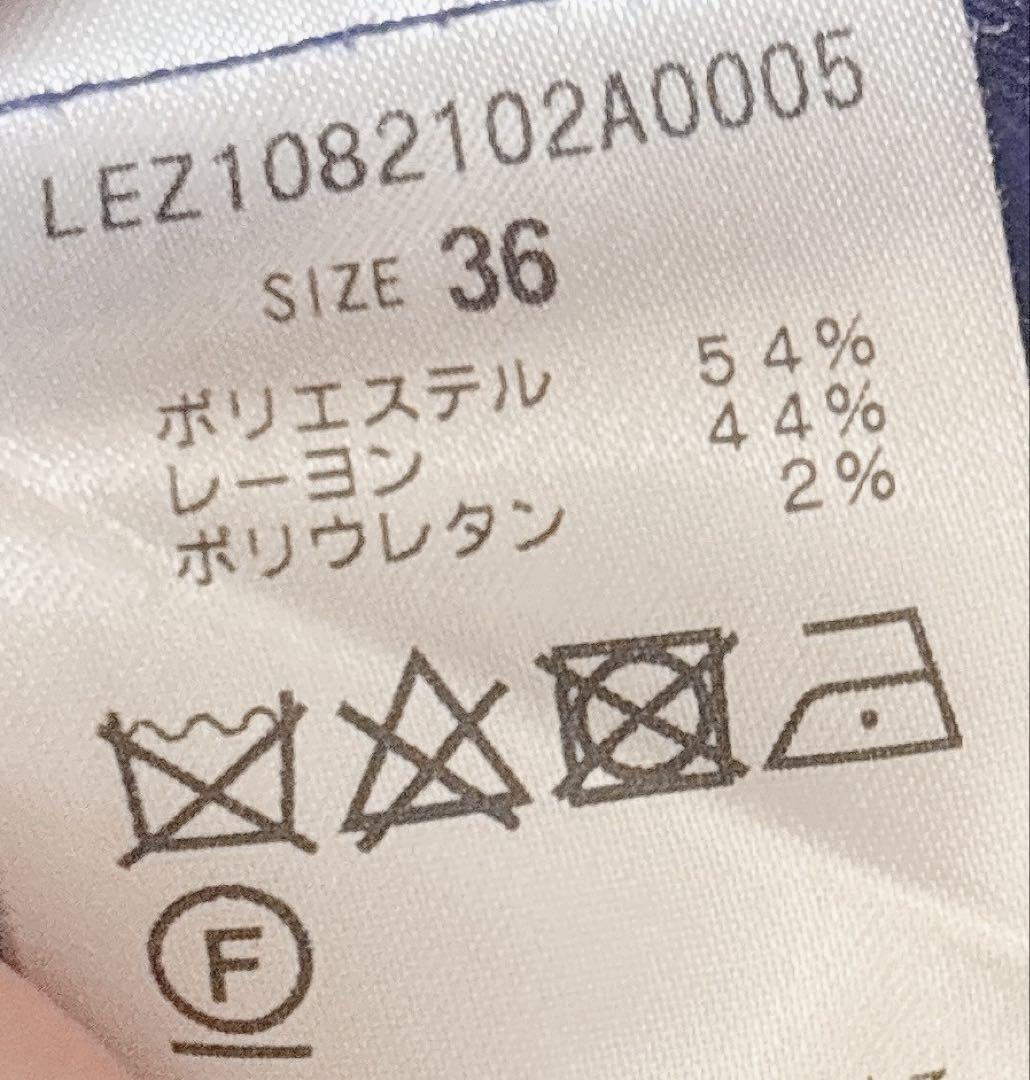 LEZ1082102A0005
SIZE 36
ポリエステル 54%
レーヨン 44%
ポリウレタン 2%
F